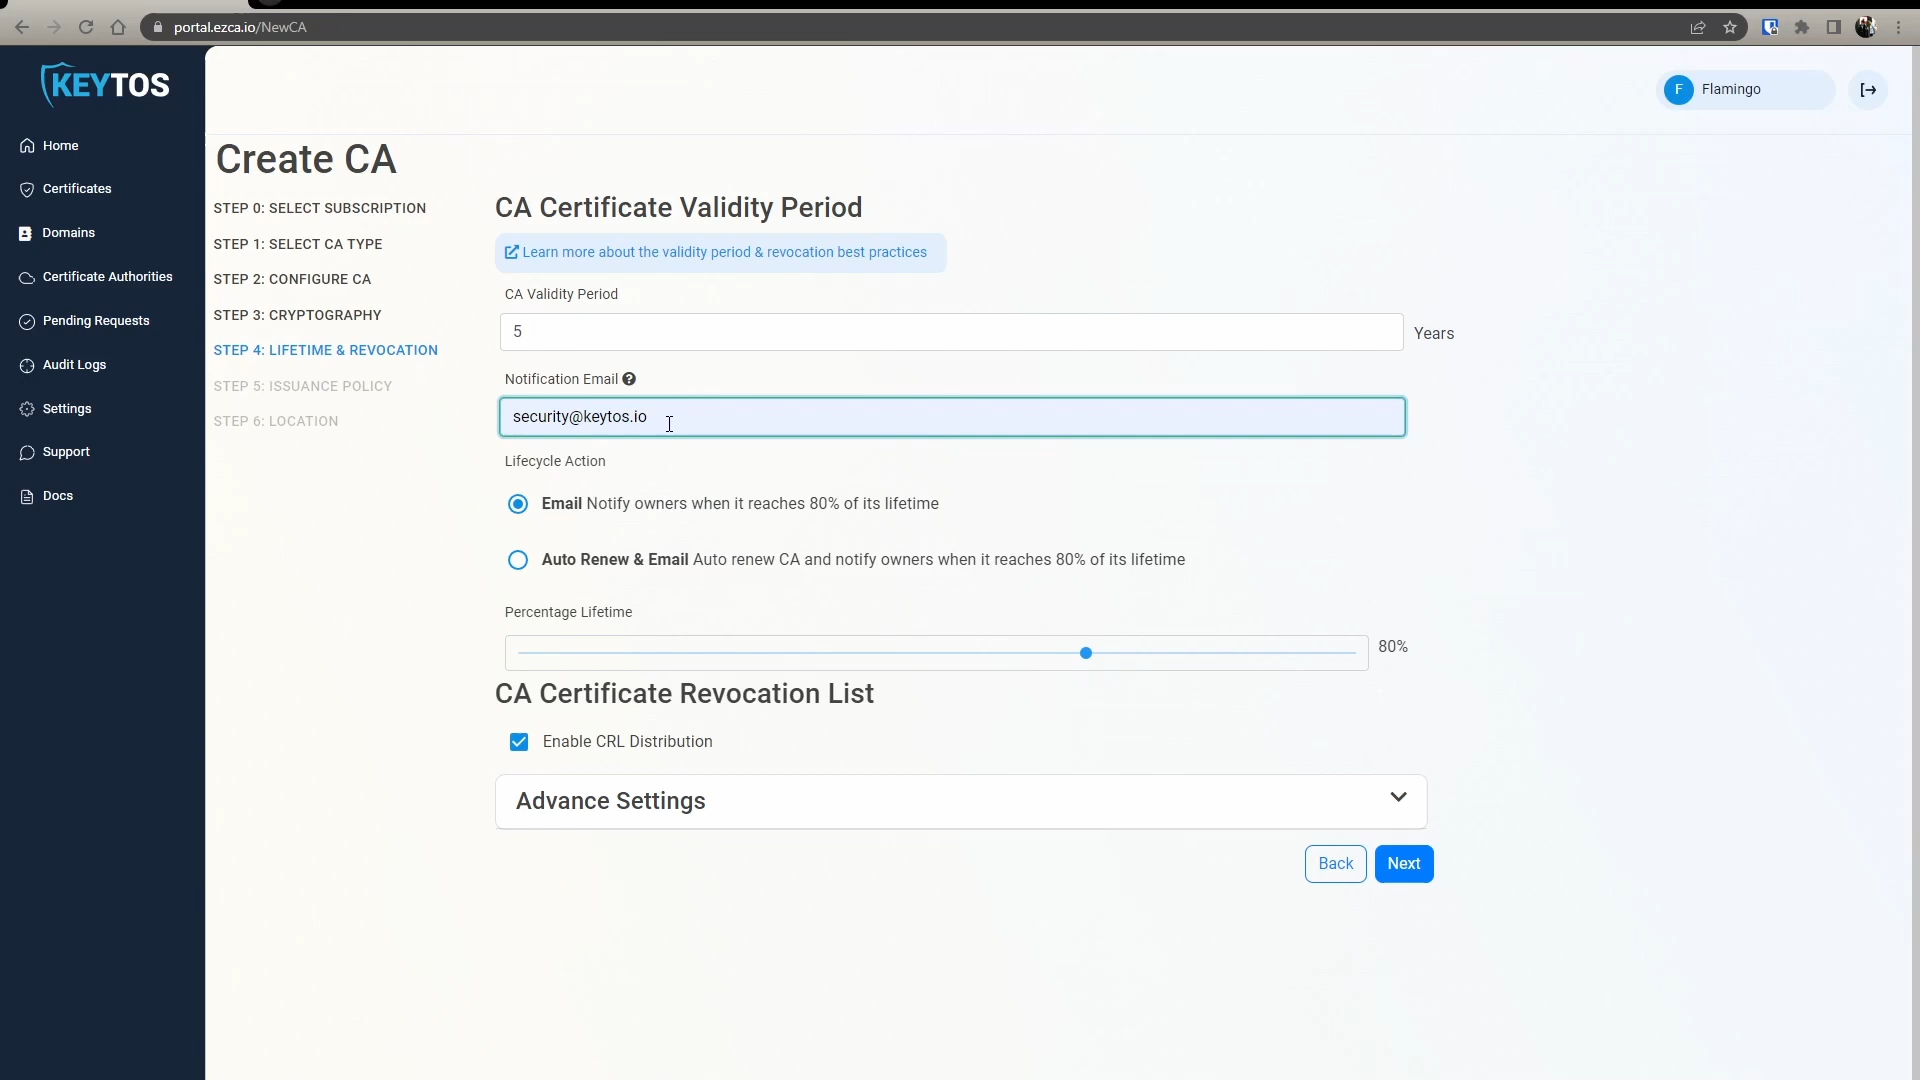 portal.ezca.io/NewCA
KEYTOS
F Flamingo
Home
Certificates
Domains
Certificate Authorities
Pending Requests
Audit Logs
Settings
Support
Docs
Create CA
STEP 0: SELECT SUBSCRIPTION
STEP 1: SELECT CA TYPE
STEP 2: CONFIGURE CA
STEP 3: CRYPTOGRAPHY
STEP 4: LIFETIME & REVOCATION
STEP 5: ISSUANCE POLICY
STEP 6: LOCATION
CA Certificate Validity Period
Learn more about the validity period & revocation best practices
CA Validity Period
5 Years
Notification Email ?
security@keytos.io
Lifecycle Action
Email Notify owners when it reaches 80% of its lifetime
Auto Renew & Email Auto renew CA and notify owners when it reaches 80% of its lifetime
Percentage Lifetime
80%
CA Certificate Revocation List
Enable CRL Distribution
Advance Settings
Back Next